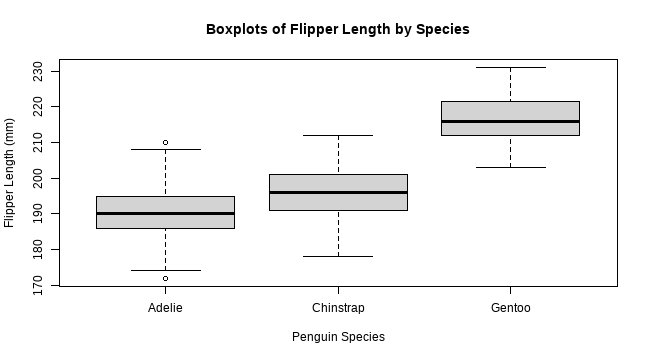 Boxplots of Flipper Length by Species
Flipper Length (mm)
230
220
210
200
190
180
170
Adelie Chinstrap Gentoo
Penguin Species